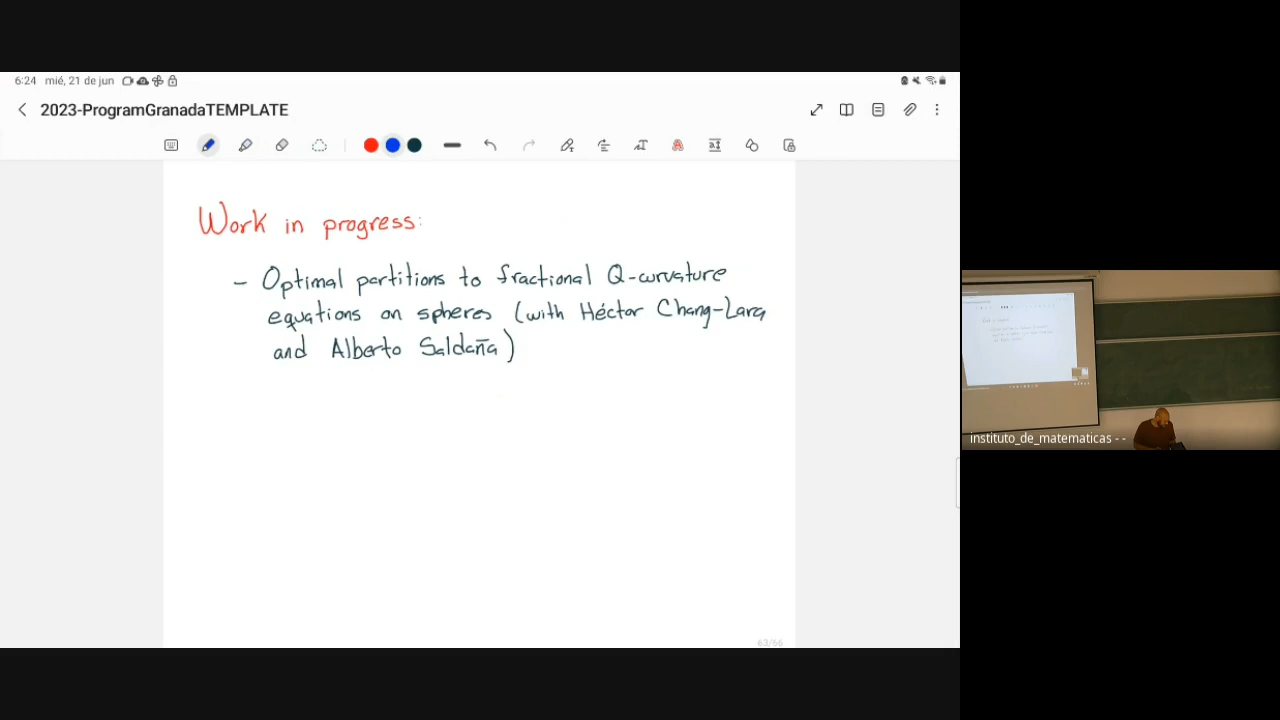 6:24 mié, 21 de jun
2023-ProgramGranadaTEMPLATE
Work in progress:
- Optimal partitions to fractional Q-curvature
equations on spheres (with Héctor Chang-Lara
and Alberto Saldaña)
63/66
instituto_de_matematicas - -